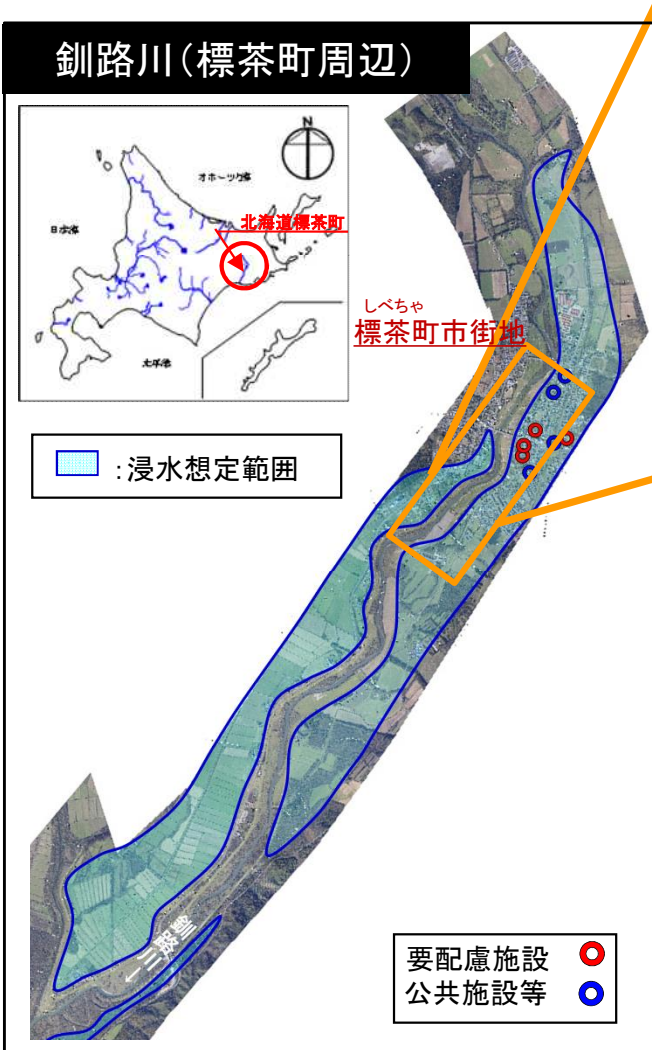 釧路川(標茶町周辺)
N
オホーツク海
日本海
北海道標茶町
太平洋
しべちゃ
標茶町市街地
:浸水想定範囲
釧路川→
要配慮施設
公共施設等